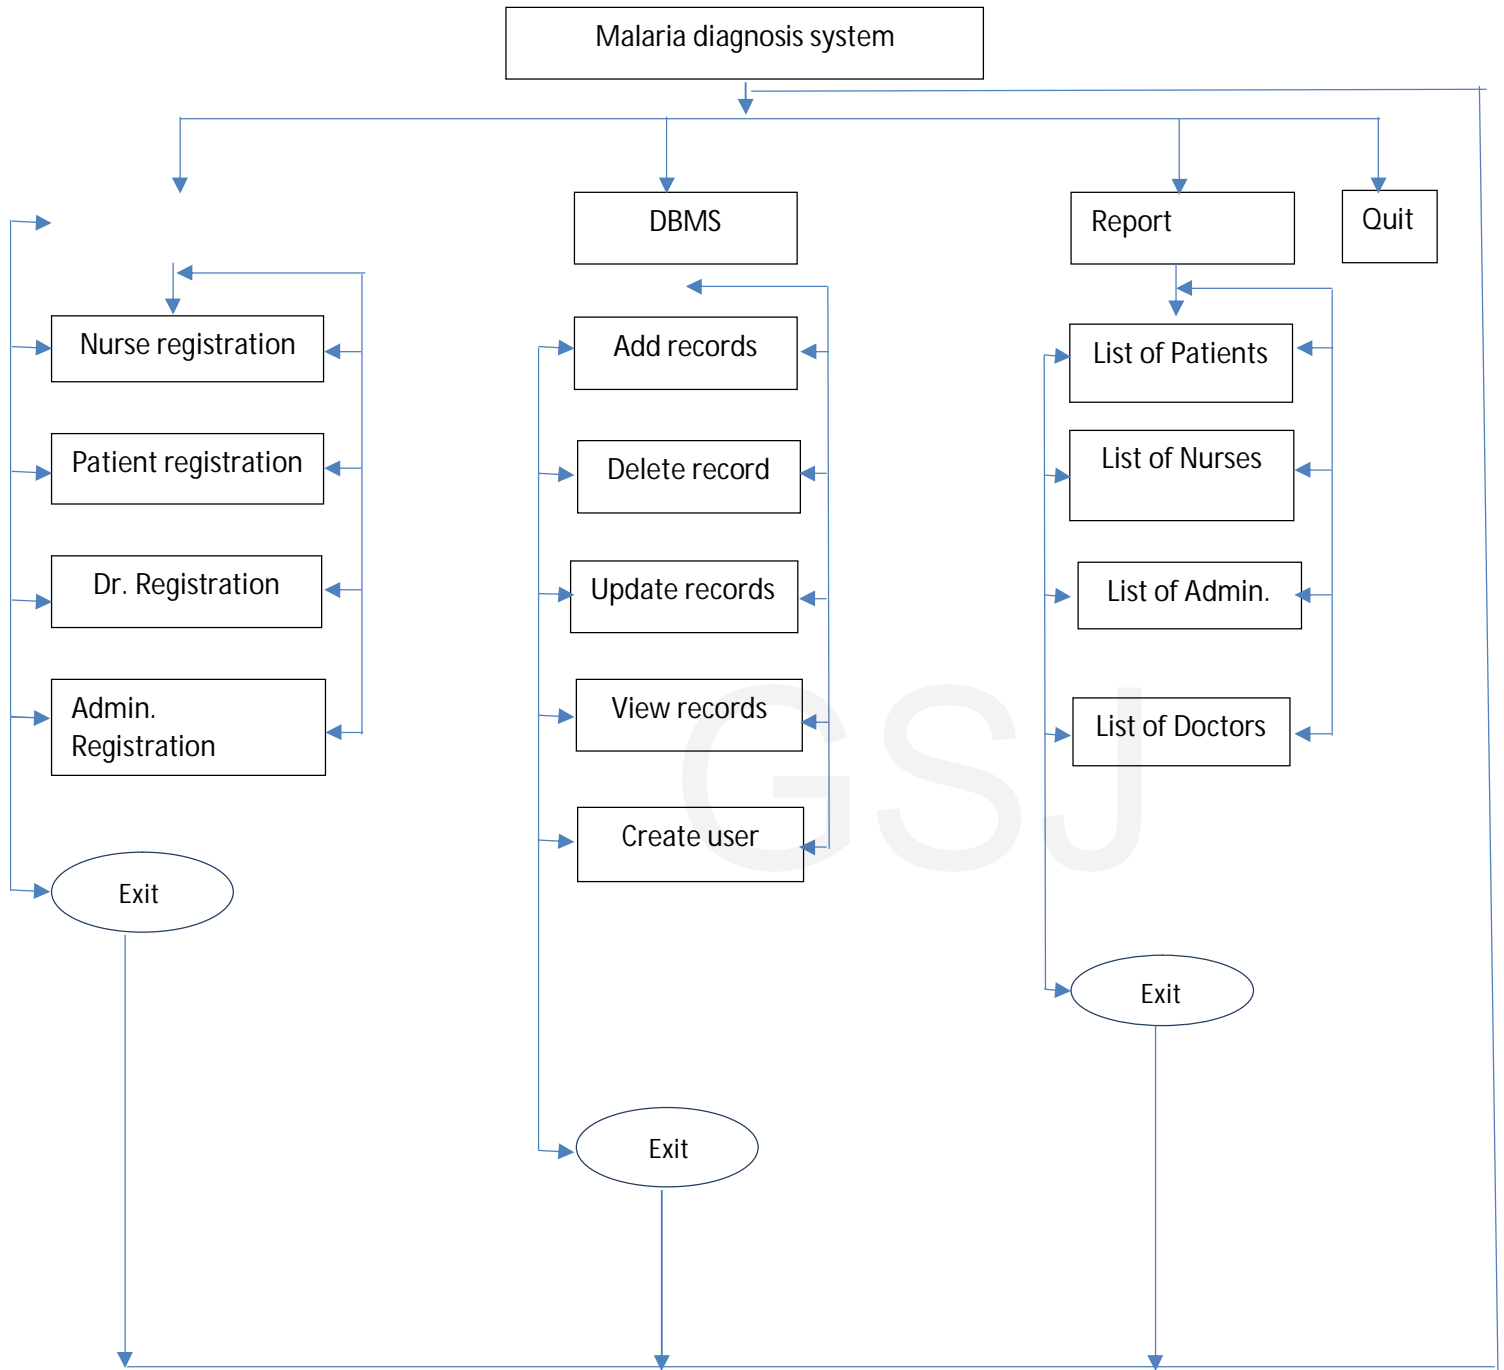 Malaria diagnosis system
DBMS
Report
Quit
Nurse registration
Add records
List of Patients
Patient registration
Delete record
List of Nurses
Dr. Registration
Update records
List of Admin.
Admin.
Registration
View records
List of Doctors
Create user
GSJ
Exit
Exit
Exit